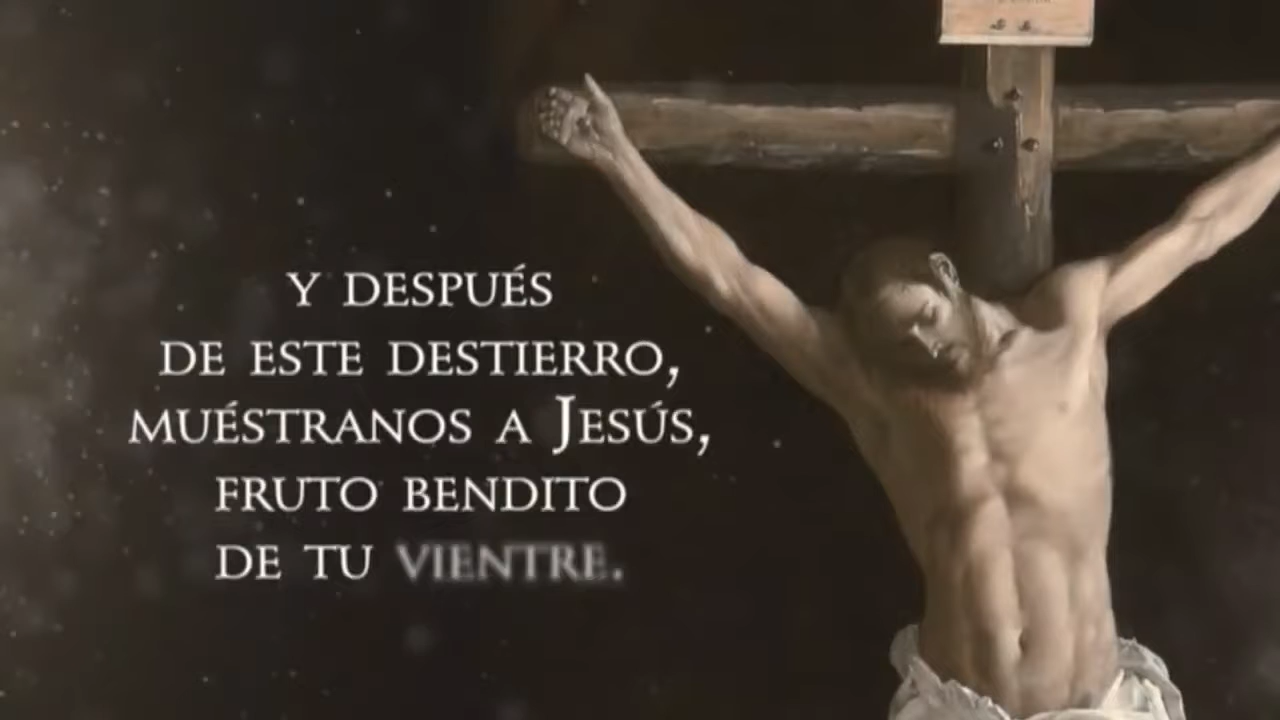 Y DESPUÉS
DE ESTE DESTIERRO,
MUÉSTRANOS A JESÚS,
FRUTO BENDITO
DE TU VIENTRE.